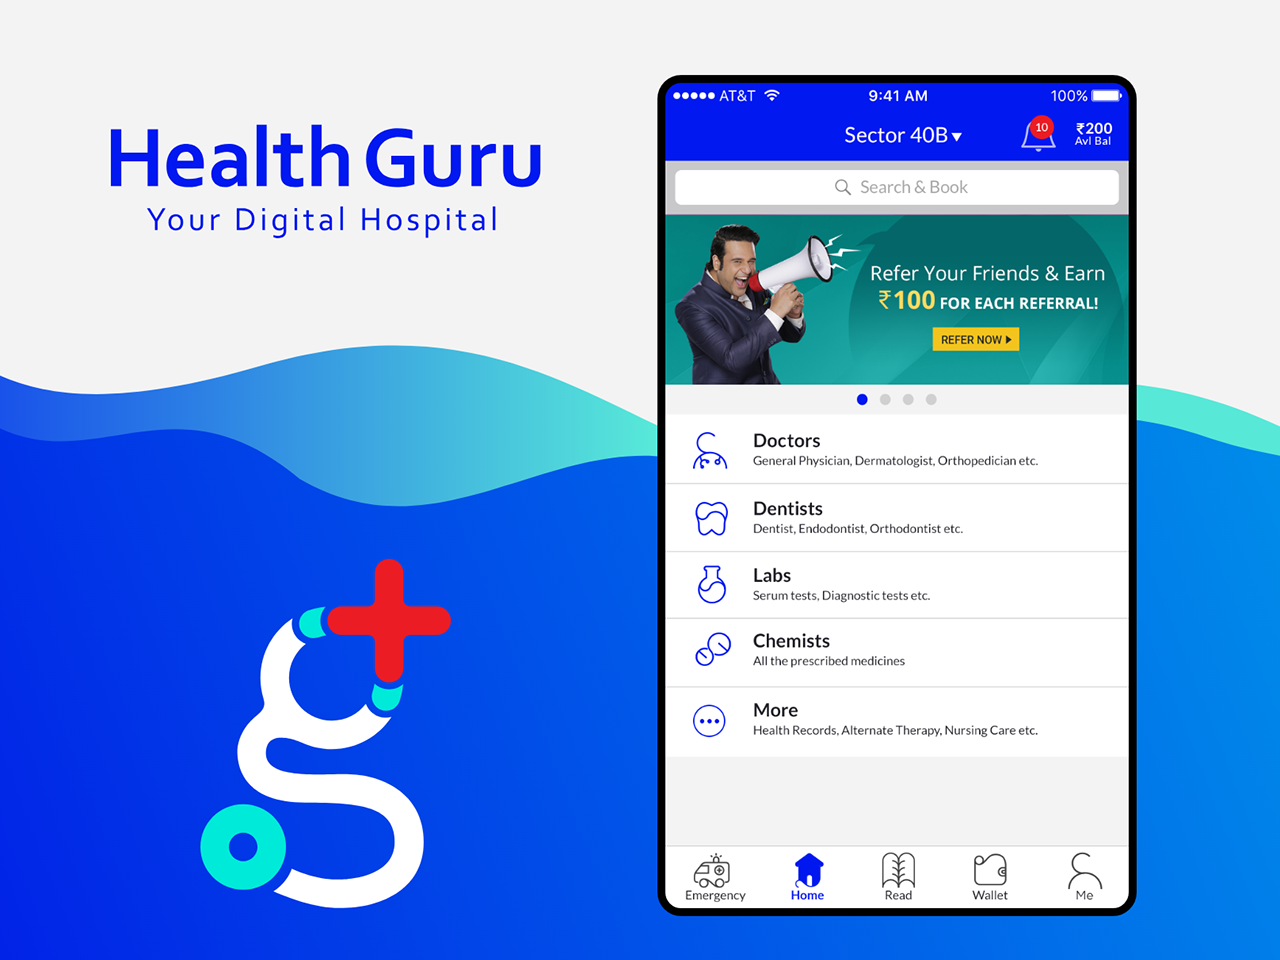 Health Guru
Your Digital Hospital
AT&T
9:41 AM
100%
Sector 40B
10
₹200
Avl Bal
Search & Book
Refer Your Friends & Earn
₹100 FOR EACH REFERRAL!
REFER NOW
Doctors
General Physician, Dermatologist, Orthopedician etc.
Dentists
Dentist, Endodontist, Orthodontist etc.
Labs
Serum tests, Diagnostic tests etc.
Chemists
All the prescribed medicines
More
Health Records, Alternate Therapy, Nursing Care etc.
Emergency
Home
Read
Wallet
Me